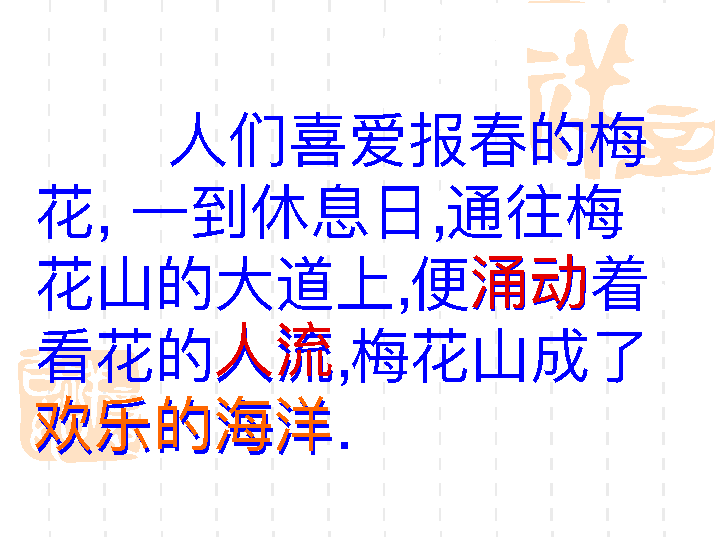 人们喜爱报春的梅
花, 一到休息日,通往梅
花山的大道上,便涌动着
看花的人流,梅花山成了
欢乐的海洋.